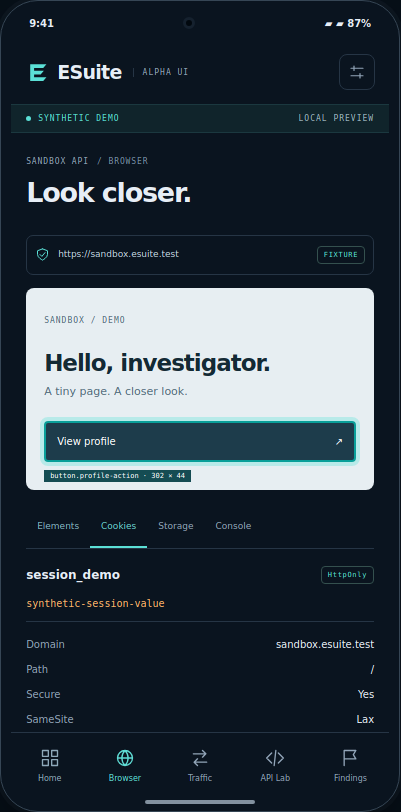 9:41
87%
ESuite
ALPHA UI
SYNTHETIC DEMO
LOCAL PREVIEW
SANDBOX API / BROWSER
Look closer.
https://sandbox.esuite.test
FIXTURE
SANDBOX / DEMO
Hello, investigator.
A tiny page. A closer look.
View profile ↗
button.profile-action · 302 × 44
Elements Cookies Storage Console
session_demo
HttpOnly
synthetic-session-value
Domain sandbox.esuite.test
Path /
Secure Yes
SameSite Lax
Home Browser Traffic API Lab Findings